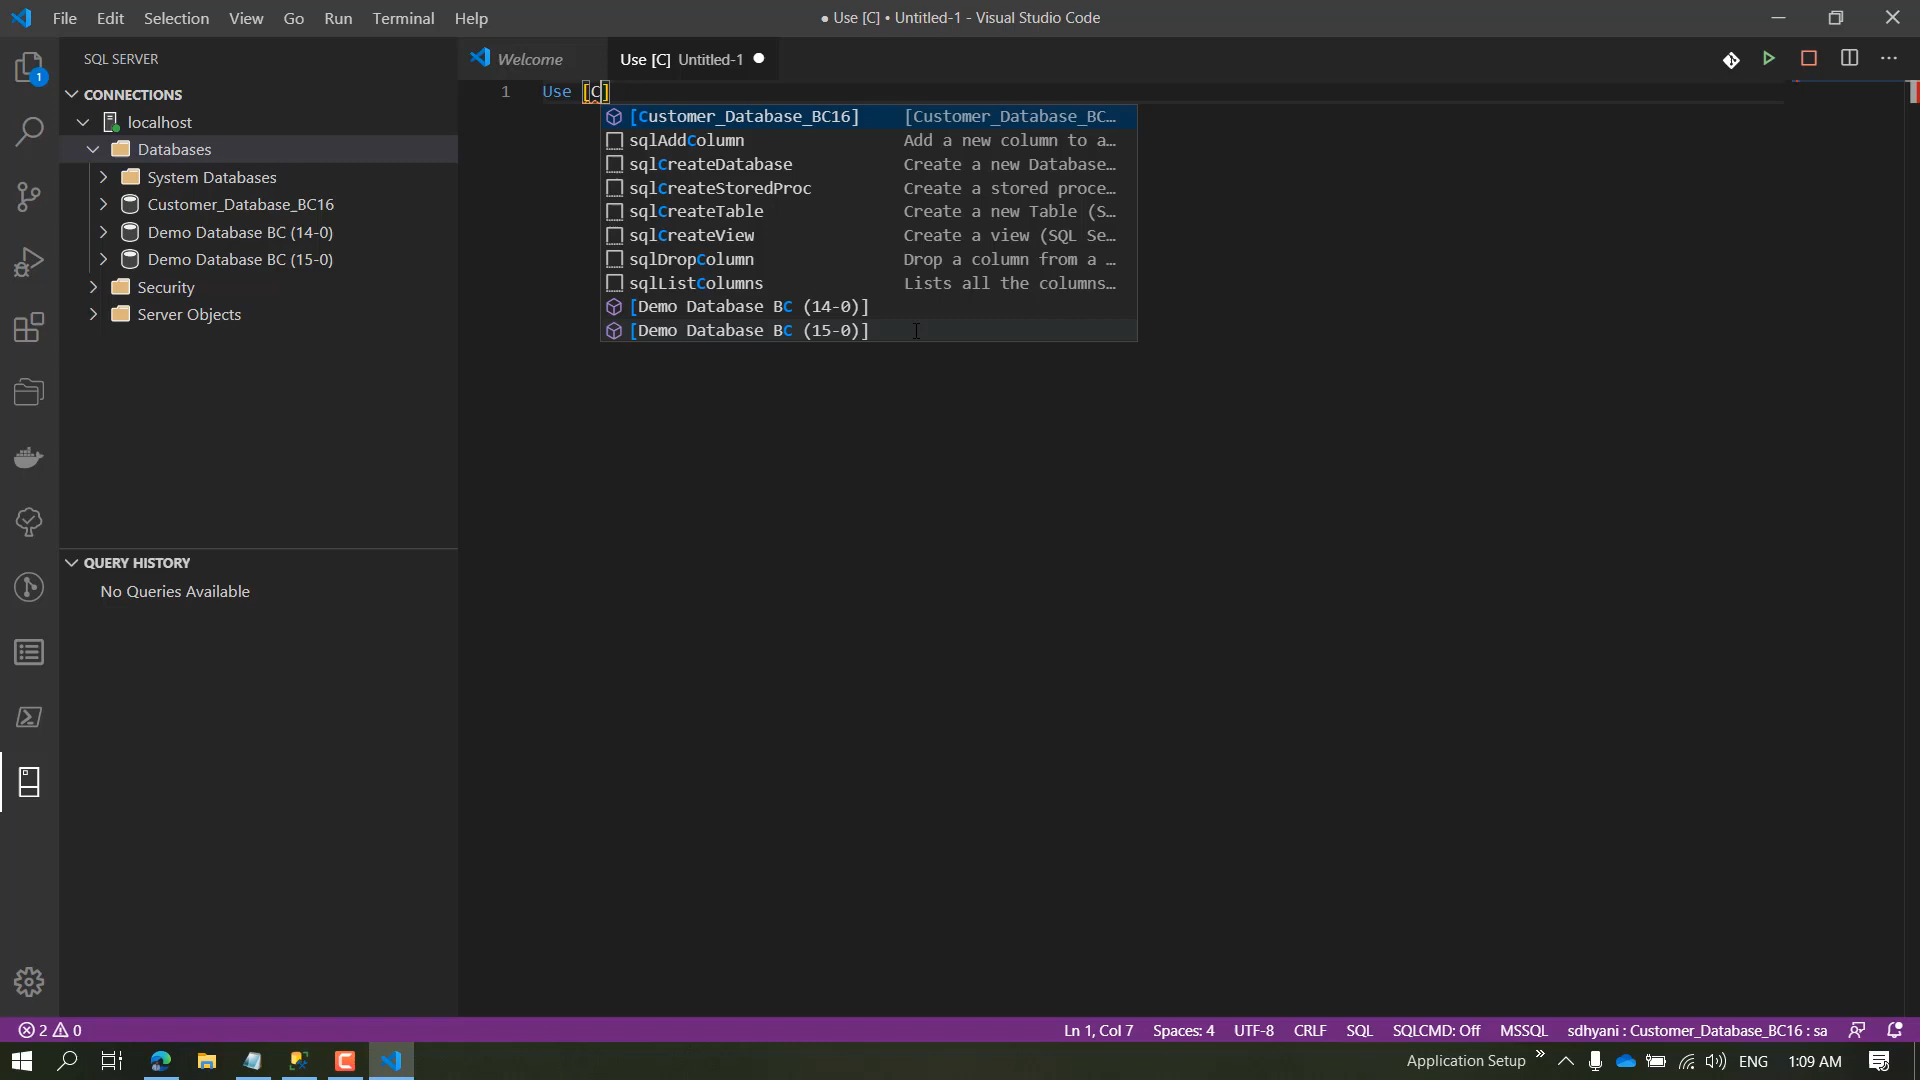 File Edit Selection View Go Run Terminal Help
● Use [C] • Untitled-1 - Visual Studio Code
1
SQL SERVER
CONNECTIONS
localhost
Databases
System Databases
Customer_Database_BC16
Demo Database BC (14-0)
Demo Database BC (15-0)
Security
Server Objects
QUERY HISTORY
No Queries Available
Welcome
Use [C] Untitled-1 ●
1 Use [C]
[Customer_Database_BC16] [Customer_Database_BC…
sqlAddColumn Add a new column to a…
sqlCreateDatabase Create a new Database…
sqlCreateStoredProc Create a stored proce…
sqlCreateTable Create a new Table (S…
sqlCreateView Create a view (SQL Se…
sqlDropColumn Drop a column from a …
sqlListColumns Lists all the columns…
[Demo Database BC (14-0)]
[Demo Database BC (15-0)]
2 0
Ln 1, Col 7 Spaces: 4 UTF-8 CRLF SQL SQLCMD: Off MSSQL sdhyani : Customer_Database_BC16 : sa
Application Setup » ENG 1:09 AM